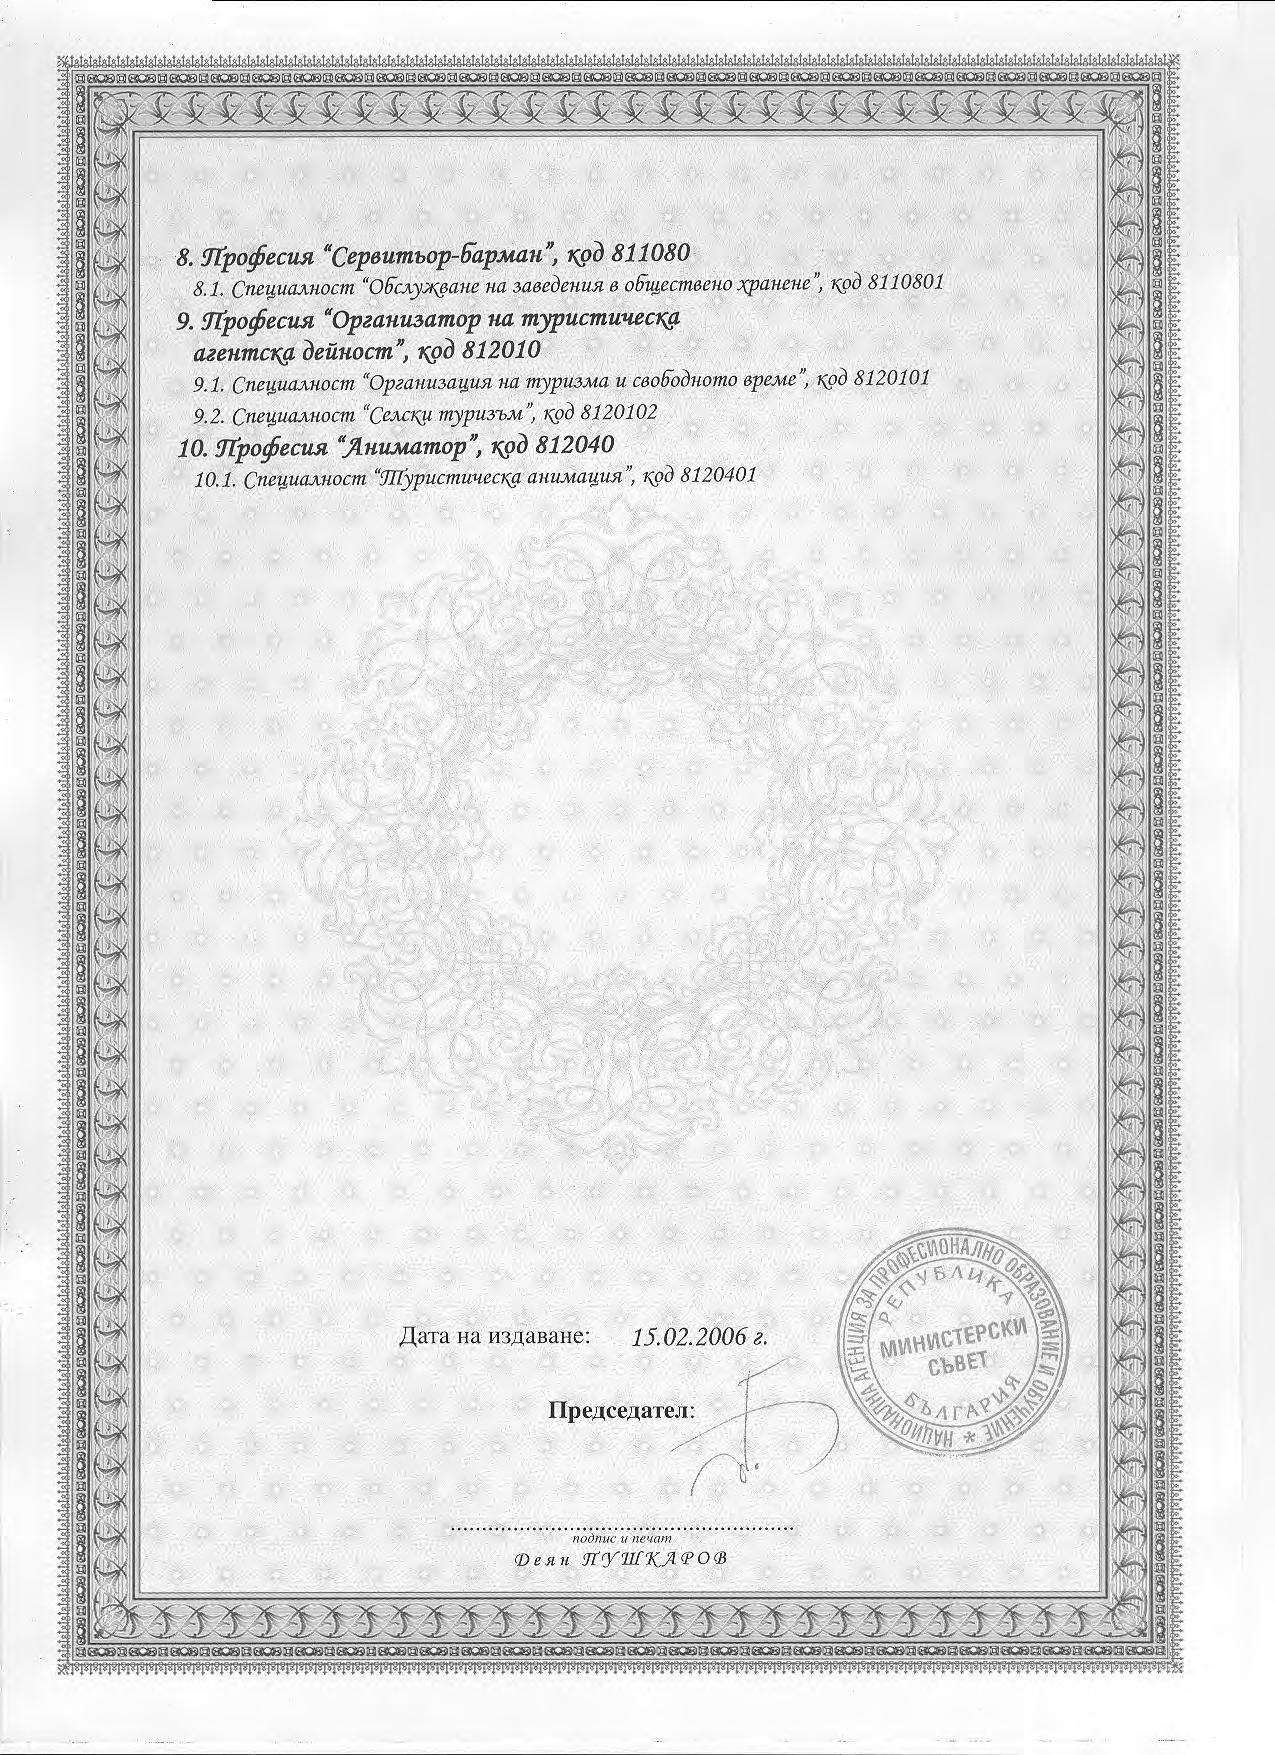 8. Професия “Сервитьор-барман”, код 811080
8.1. Специалност “Обслужване на заведения в обществено хранене”, код 8110801
9. Професия “Организатор на туристическа
агентска дейност”, код 812010
9.1. Специалност “Организация на туризма и свободното време”, код 8120101
9.2. Специалност “Селски туризъм”, код 8120102
10. Професия “Аниматор”, код 812040
10.1. Специалност “Туристическа анимация”, код 8120401
НАЦИОНАЛНА АГЕНЦИЯ ЗА ПРОФЕСИОНАЛНО ОБРАЗОВАНИЕ И ОБУЧЕНИЕ *
РЕПУБЛИКА
МИНИСТЕРСКИ
СЪВЕТ
БЪЛГАРИЯ
Дата на издаване: 15.02.2006 г.
Председател:
подпис и печат
Деян ПУШКАРОВ